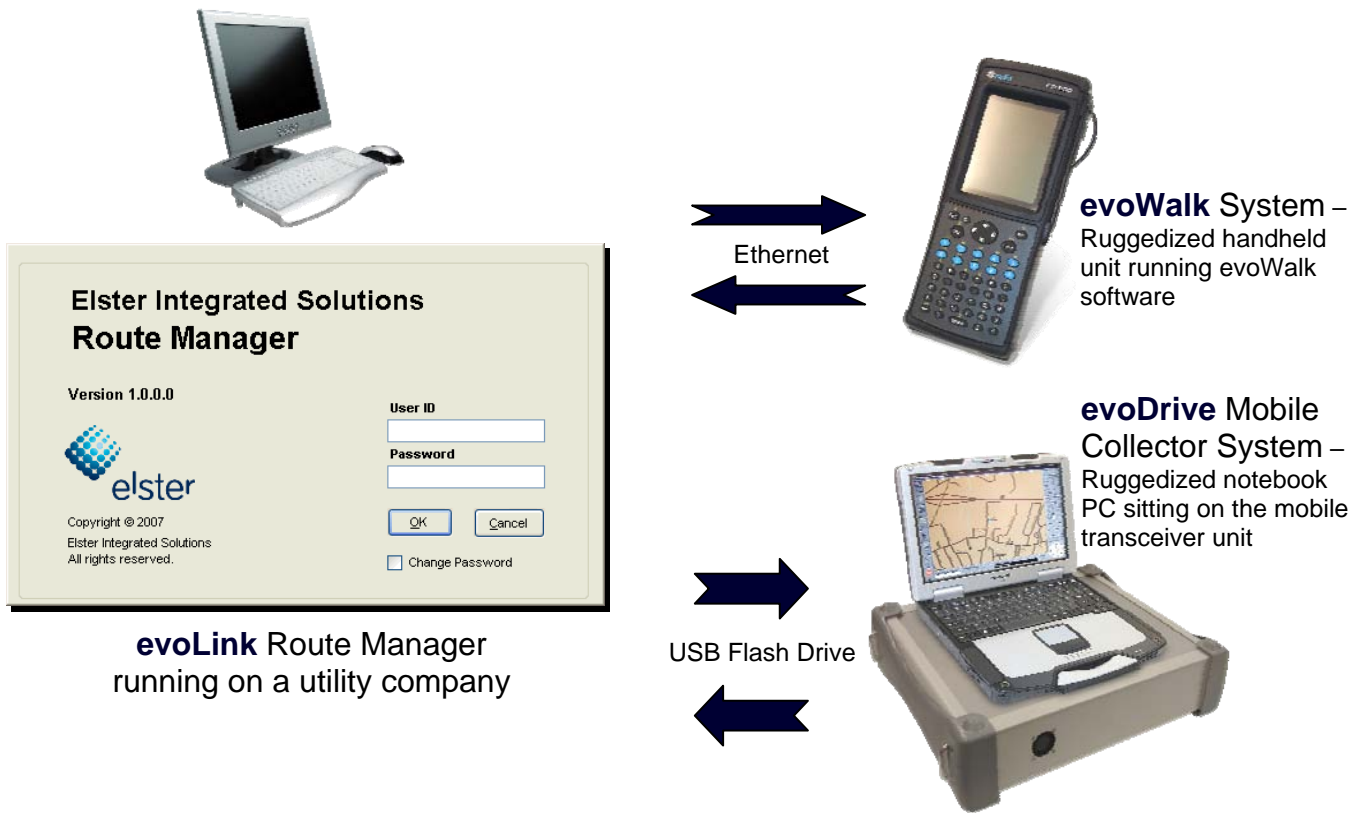 Elster Integrated Solutions
Route Manager
Version 1.0.0.0
User ID
Password
elster
Copyright © 2007
Elster Integrated Solutions
All rights reserved.
OK
Cancel
Change Password
evoLink Route Manager
running on a utility company
Ethernet
evoWalk System –
Ruggedized handheld
unit running evoWalk
software
USB Flash Drive
evoDrive Mobile
Collector System –
Ruggedized notebook
PC sitting on the mobile
transceiver unit